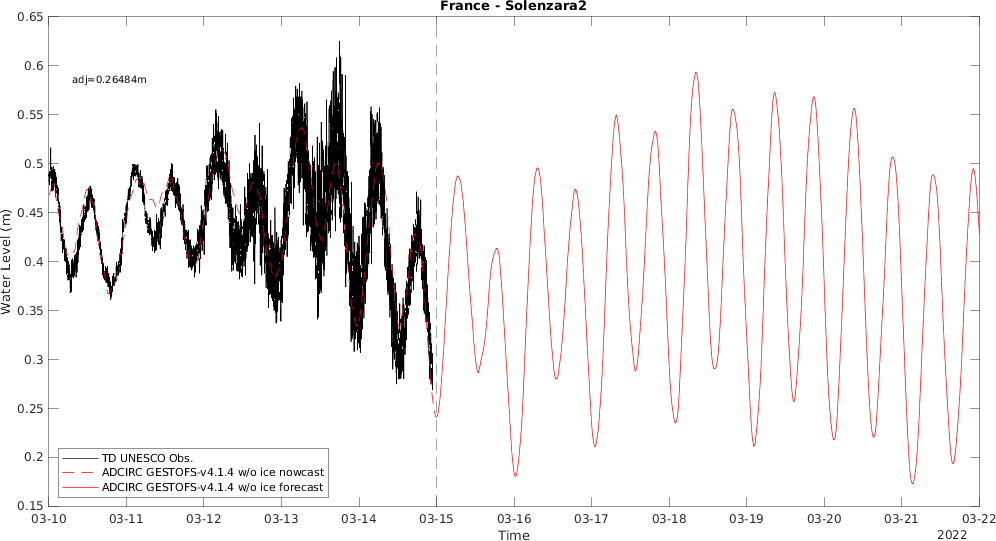 France - Solenzara2
0.65
0.6
0.55
0.5
0.45
0.4
0.35
0.3
0.25
0.2
0.15
Water Level (m)
adj=0.26484m
TD UNESCO Obs.
ADCIRC GESTOFS-v4.1.4 w/o ice nowcast
ADCIRC GESTOFS-v4.1.4 w/o ice forecast
03-10 03-11 03-12 03-13 03-14 03-15 03-16 03-17 03-18 03-19 03-20 03-21 03-22
Time
2022